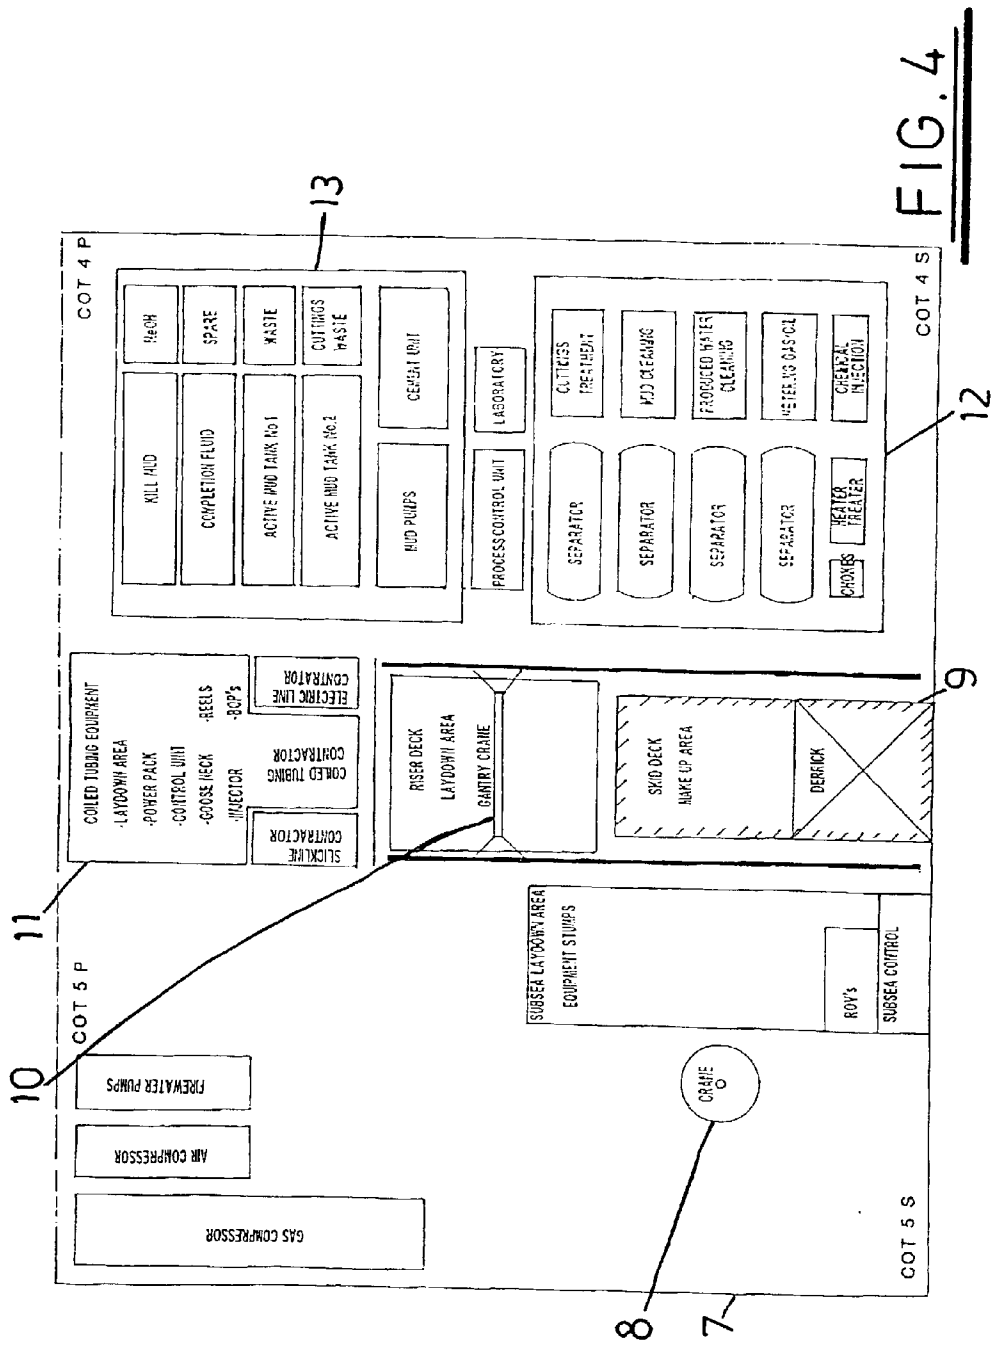 COT 5 P
COT 4 P
GAS COMPRESSOR
AIR COMPRESSOR
FIREWATER PUMPS
10
11
COILED TUBING EQUIPMENT
-LAYDOWN AREA
-POWER PACK
-CONTROL UNIT
-GOOSE NECK
-REELS
-INJECTOR
-BOP's
SLICKLINE
CONTRACTOR
COILED TUBING
CONTRACTOR
ELECTRIC LINE
CONTRATOR
KILL MUD
MeOH
COMPLETION FLUID
SPARE
ACTIVE MUD TANK No1
WASTE
ACTIVE MUD TANK No.2
CUTTINGS
WASTE
MUD PUMPS
CEMENT UNIT
13
PROCESS CONTROL UNIT
LABORATORY
RISER DECK
LAYDOWN AREA
GANTRY CRANE
SUBSEA LAYDOWN AREA
EQUIPMENT STUMPS
ROV's
SUBSEA CONTROL
CRANE
SKID DECK
MAKE UP AREA
DERRICK
SEPARATOR
CUTTINGS
TREATMENT
SEPARATOR
MUD CLEANING
SEPARATOR
PRODUCED WATER
CLEANING
SEPARATOR
METERING GAS/OIL
CHOKES
HEATER
TREATER
CHEMICAL
INJECTION
COT 5 S
COT 4 S
8
7
9
12
FIG. 4